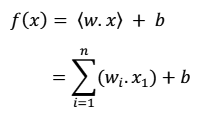 f(x) = ⟨w.x⟩ + b
= ∑_{i=1}^{n} (w_i.x_1) + b